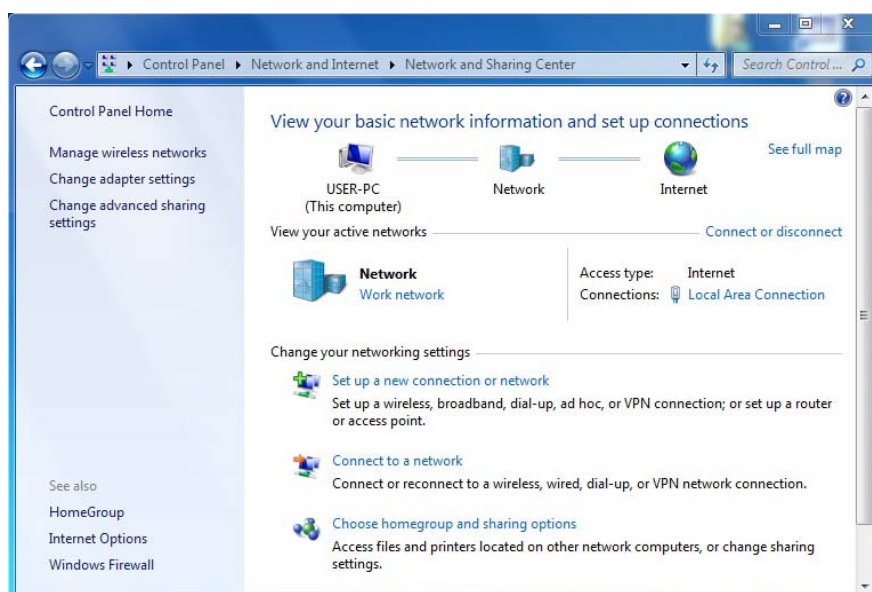 Control Panel ▸ Network and Internet ▸ Network and Sharing Center
Search Control ...
Control Panel Home
Manage wireless networks
Change adapter settings
Change advanced sharing
settings
See also
HomeGroup
Internet Options
Windows Firewall
View your basic network information and set up connections
See full map
USER-PC
(This computer)
Network
Internet
View your active networks
Connect or disconnect
Network
Work network
Access type: Internet
Connections: Local Area Connection
Change your networking settings
Set up a new connection or network
Set up a wireless, broadband, dial-up, ad hoc, or VPN connection; or set up a router
or access point.
Connect to a network
Connect or reconnect to a wireless, wired, dial-up, or VPN network connection.
Choose homegroup and sharing options
Access files and printers located on other network computers, or change sharing
settings.